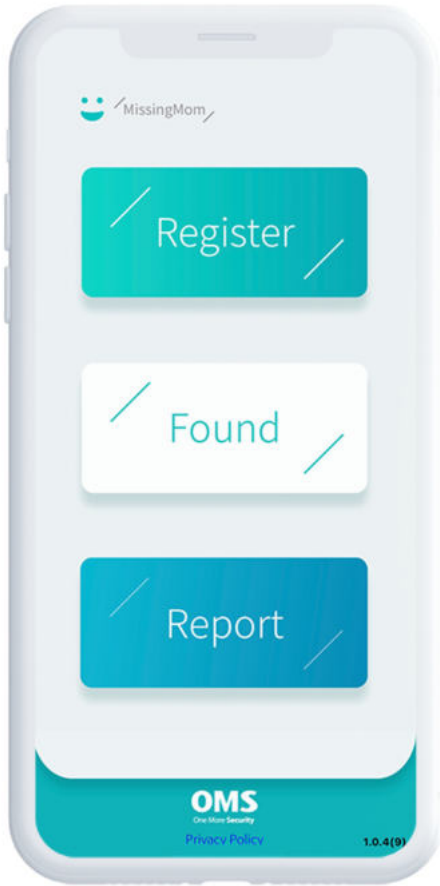 MissingMom
Register
Found
Report
OMS
One More Security
Privacy Policy
1.0.4(9)